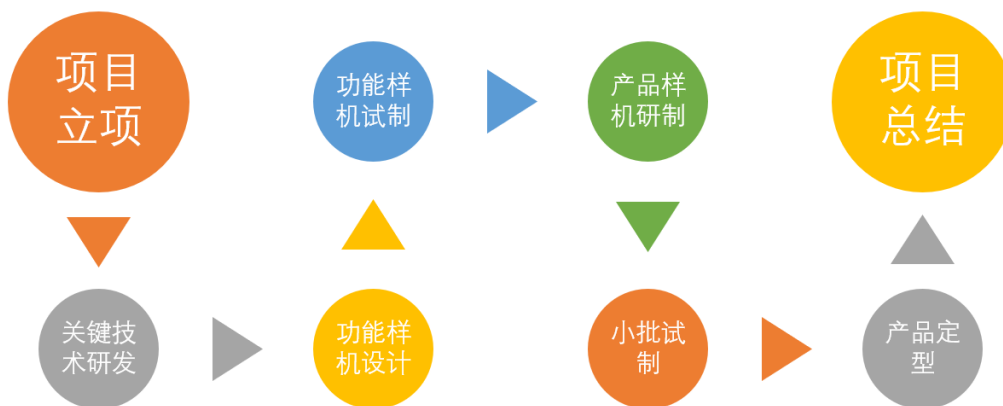 项目
立项
关键技
术研发
功能样
机设计
功能样
机试制
产品样
机研制
小批试
制
产品定
型
项目
总结